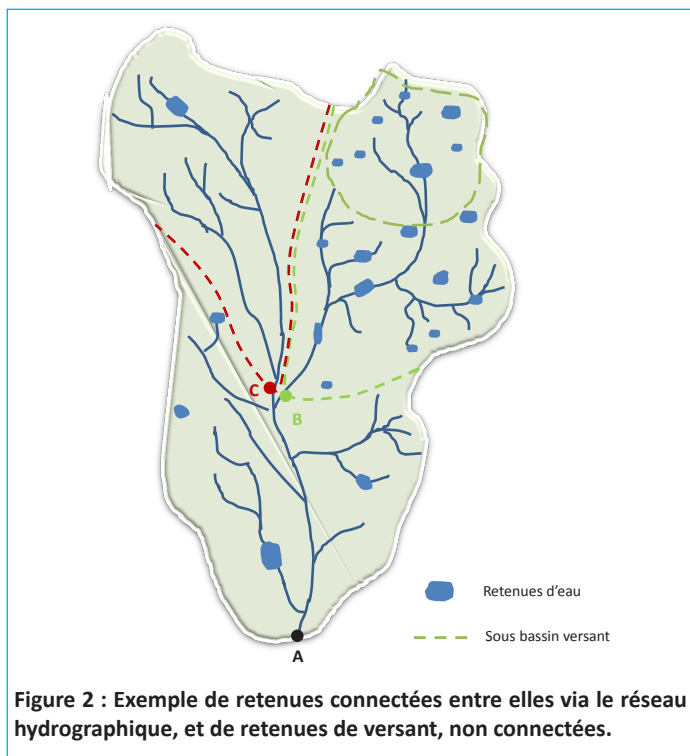 C
B
Retenues d'eau
Sous bassin versant
A
Figure 2 : Exemple de retenues connectées entre elles via le réseau
hydrographique, et de retenues de versant, non connectées.